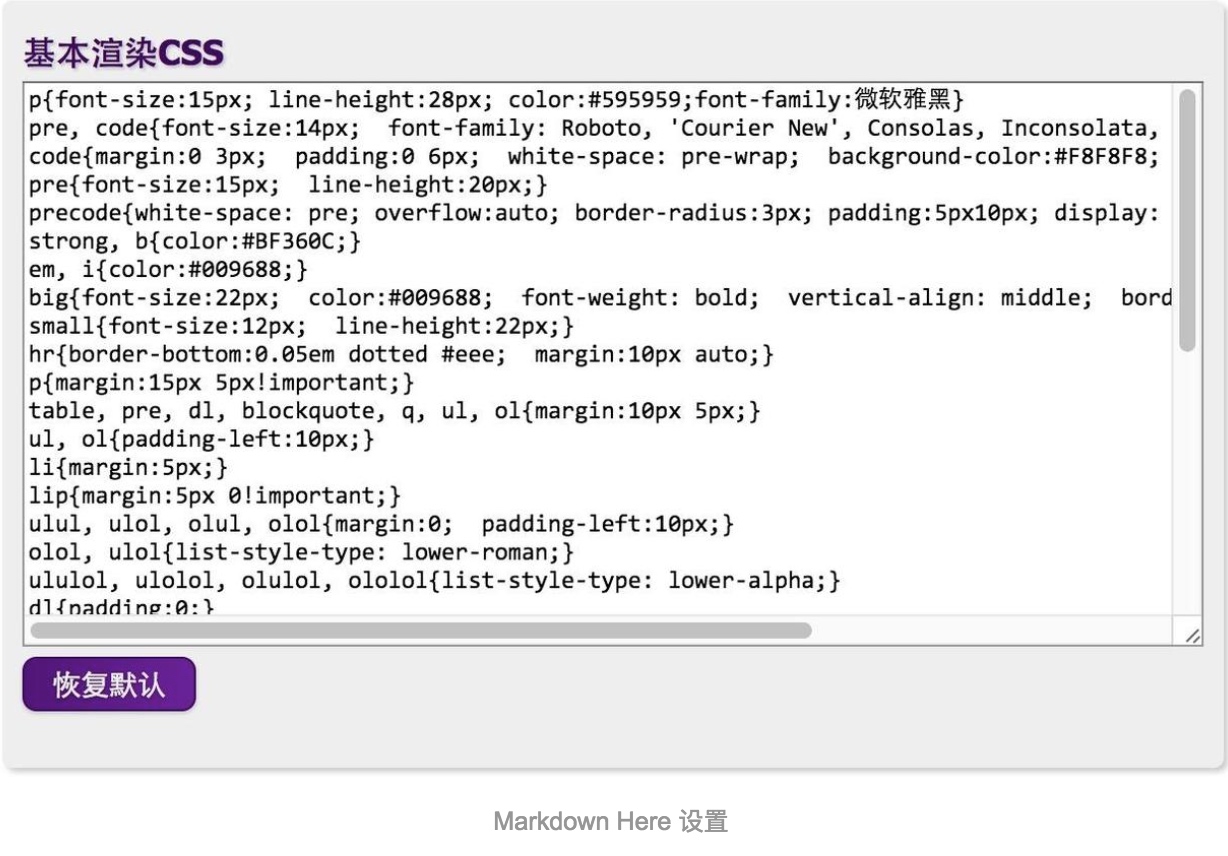 基本渲染CSS
p{font-size:15px; line-height:28px; color:#595959;font-family:微软雅黑}
pre, code{font-size:14px;  font-family: Roboto, 'Courier New', Consolas, Inconsolata,
code{margin:0 3px;  padding:0 6px;  white-space: pre-wrap;  background-color:#F8F8F8;
pre{font-size:15px;  line-height:20px;}
precode{white-space: pre; overflow:auto; border-radius:3px; padding:5px10px; display:
strong, b{color:#BF360C;}
em, i{color:#009688;}
big{font-size:22px;  color:#009688;  font-weight: bold;  vertical-align: middle;  bord
small{font-size:12px;  line-height:22px;}
hr{border-bottom:0.05em dotted #eee;  margin:10px auto;}
p{margin:15px 5px!important;}
table, pre, dl, blockquote, q, ul, ol{margin:10px 5px;}
ul, ol{padding-left:10px;}
li{margin:5px;}
lip{margin:5px 0!important;}
ulul, ulol, olul, olol{margin:0;  padding-left:10px;}
olol, ulol{list-style-type: lower-roman;}
ululol, ulolol, olulol, ololol{list-style-type: lower-alpha;}
dl{padding:0;}
恢复默认
Markdown Here 设置